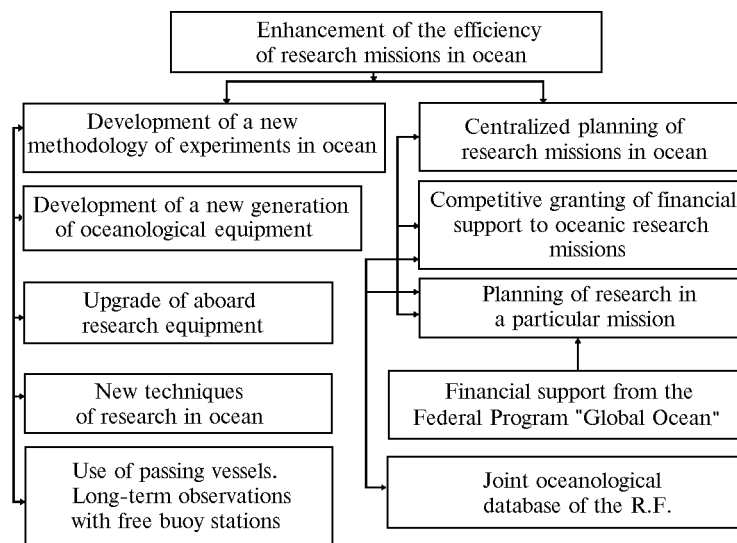 Enhancement of the efficiency
of research missions in ocean
Development of a new
methodology of experiments in ocean
Development of a new generation
of oceanological equipment
Upgrade of aboard
research equipment
New techniques
of research in ocean
Use of passing vessels.
Long-term observations
with free buoy stations
Centralized planning of
research missions in ocean
Competitive granting of financial
support to oceanic research
missions
Planning of research in
a particular mission
Financial support from the
Federal Program "Global Ocean"
Joint oceanological
database of the R.F.